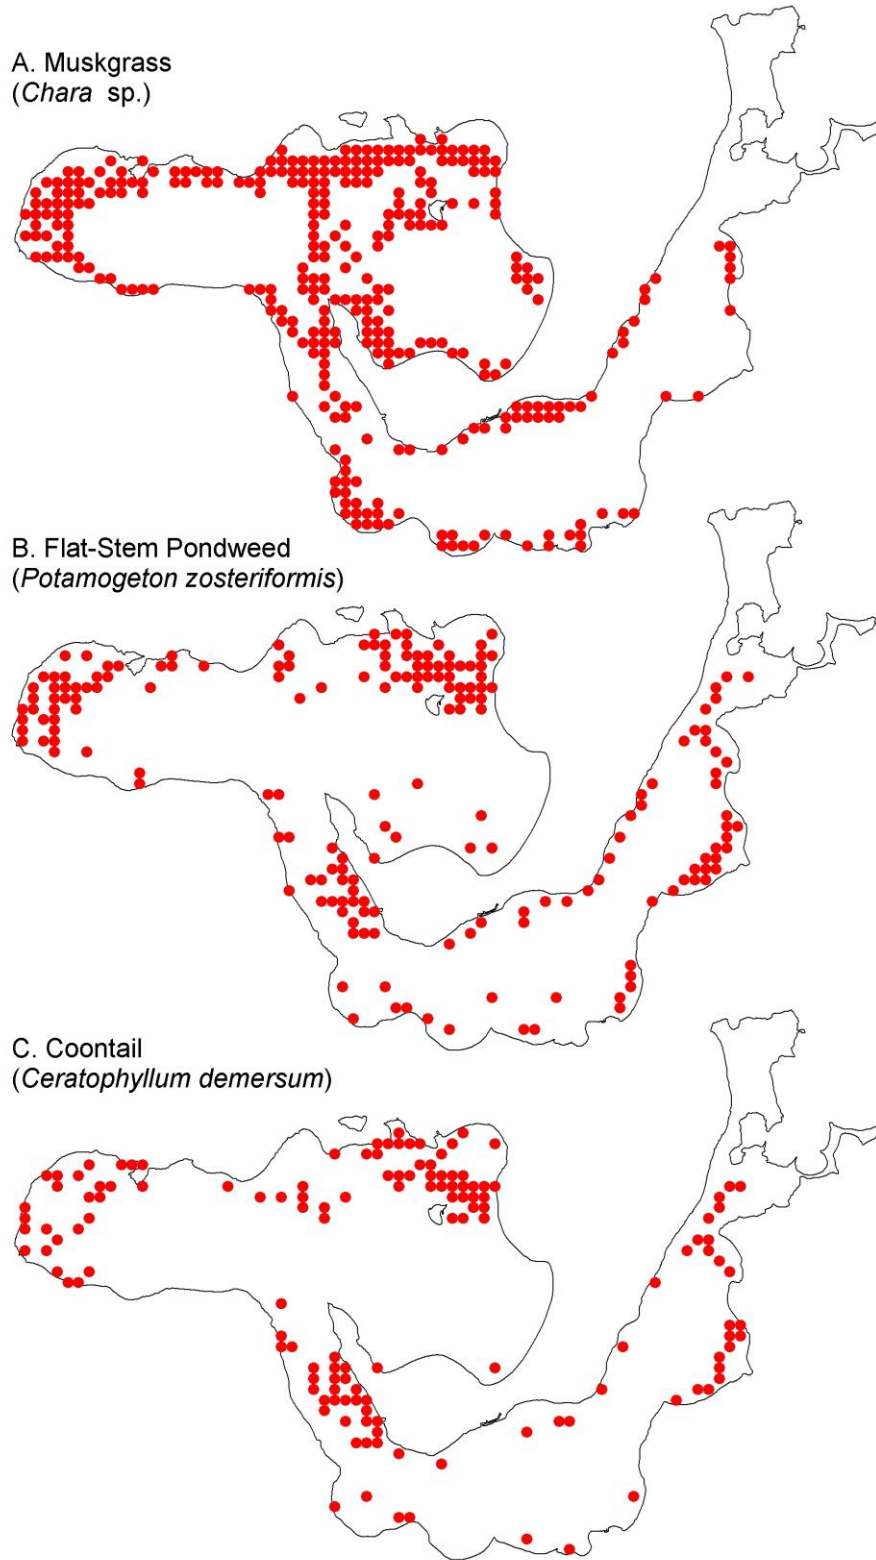 A. Muskgrass
(Chara sp.)
B. Flat-Stem Pondweed
(Potamogeton zosteriformis)
C. Coontail
(Ceratophyllum demersum)